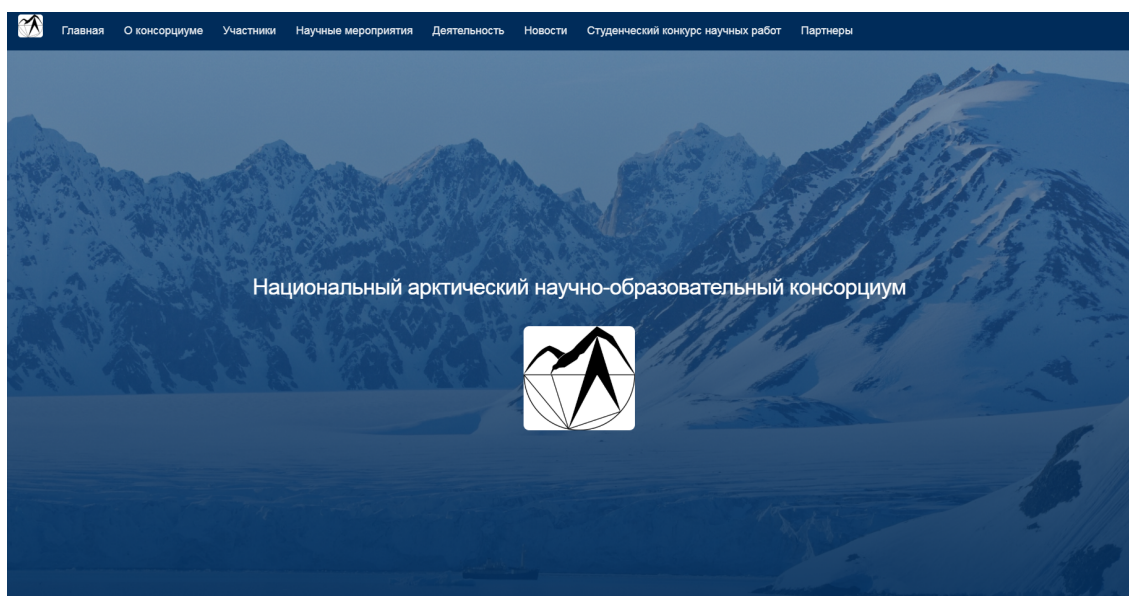 Главная О консорциуме Участники Научные мероприятия Деятельность Новости Студенческий конкурс научных работ Партнеры
Национальный арктический научно-образовательный консорциум